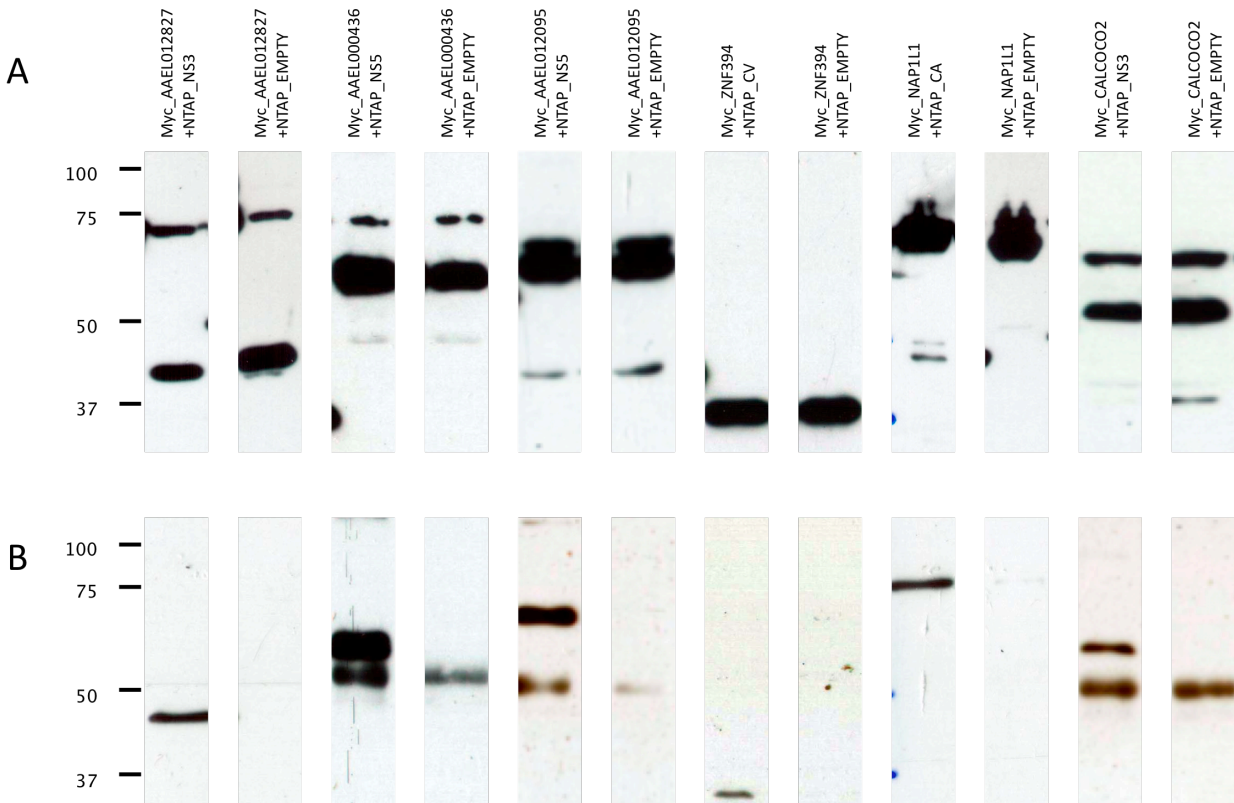 A
Myc_AAEL012827
+NTAP_NS3
Myc_AAEL012827
+NTAP_EMPTY
Myc_AAEL000436
+NTAP_NS5
Myc_AAEL000436
+NTAP_EMPTY
Myc_AAEL012095
+NTAP_NS5
Myc_AAEL012095
+NTAP_EMPTY
Myc_ZNF394
+NTAP_CV
Myc_ZNF394
+NTAP_EMPTY
Myc_NAP1L1
+NTAP_CA
Myc_NAP1L1
+NTAP_EMPTY
Myc_CALCOCO2
+NTAP_NS3
Myc_CALCOCO2
+NTAP_EMPTY
100
75
50
37
B
100
75
50
37